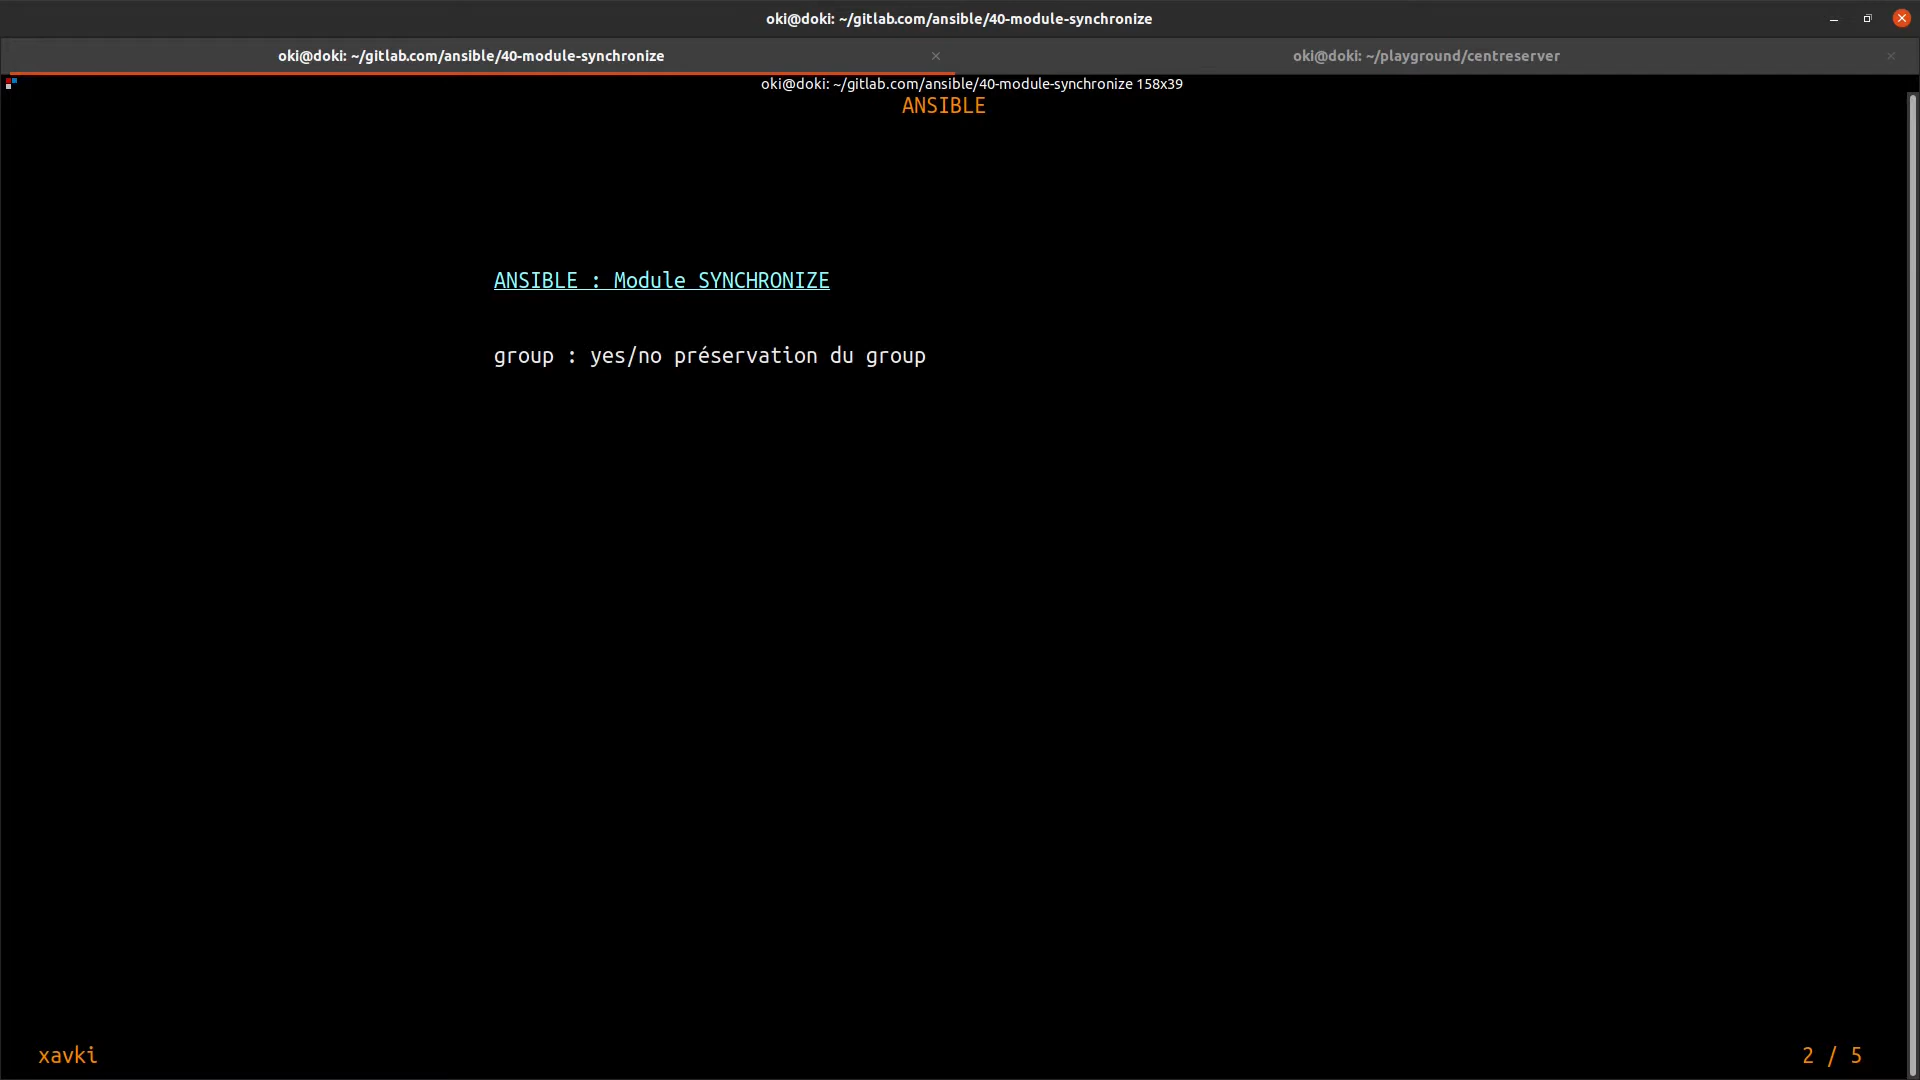 oki@doki: ~/gitlab.com/ansible/40-module-synchronize
oki@doki: ~/gitlab.com/ansible/40-module-synchronize
oki@doki: ~/playground/centreserver
oki@doki: ~/gitlab.com/ansible/40-module-synchronize 158x39
ANSIBLE
ANSIBLE : Module SYNCHRONIZE
group : yes/no préservation du group
xavki
2 / 5